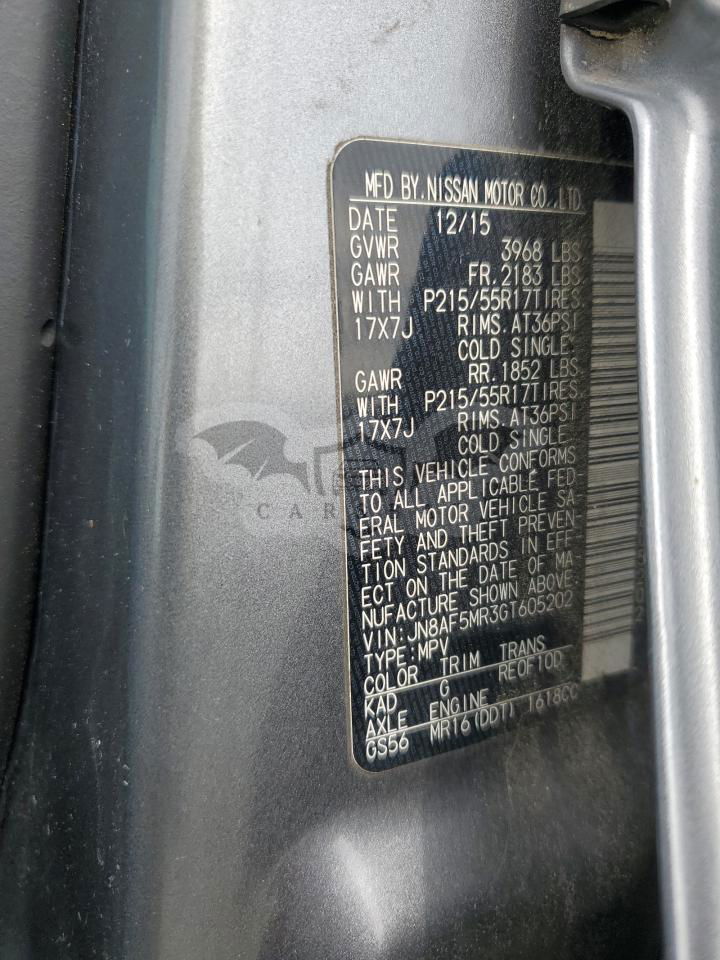 MFD BY. NISSAN MOTOR CO., LTD.
DATE 12/15
GVWR 3968 LBS
GAWR FR. 2183 LBS
WITH P215/55R17TIRES
17X7J RIMS. AT36PSI
COLD SINGLE
GAWR RR. 1852 LBS
WITH P215/55R17TIRES
17X7J RIMS. AT36PSI
COLD SINGLE
THIS VEHICLE CONFORMS
TO ALL APPLICABLE FED-
ERAL MOTOR VEHICLE SA-
FETY AND THEFT PREVEN-
TION STANDARDS IN EFF-
ECT ON THE DATE OF MA-
NUFACTURE SHOWN ABOVE.
VIN:JN8AF5MR3GT605202
TYPE:MPV
COLOR TRIM TRANS
KAD G RE0F10D
AXLE ENGINE
GS56 MR16(DDT) 1618CC